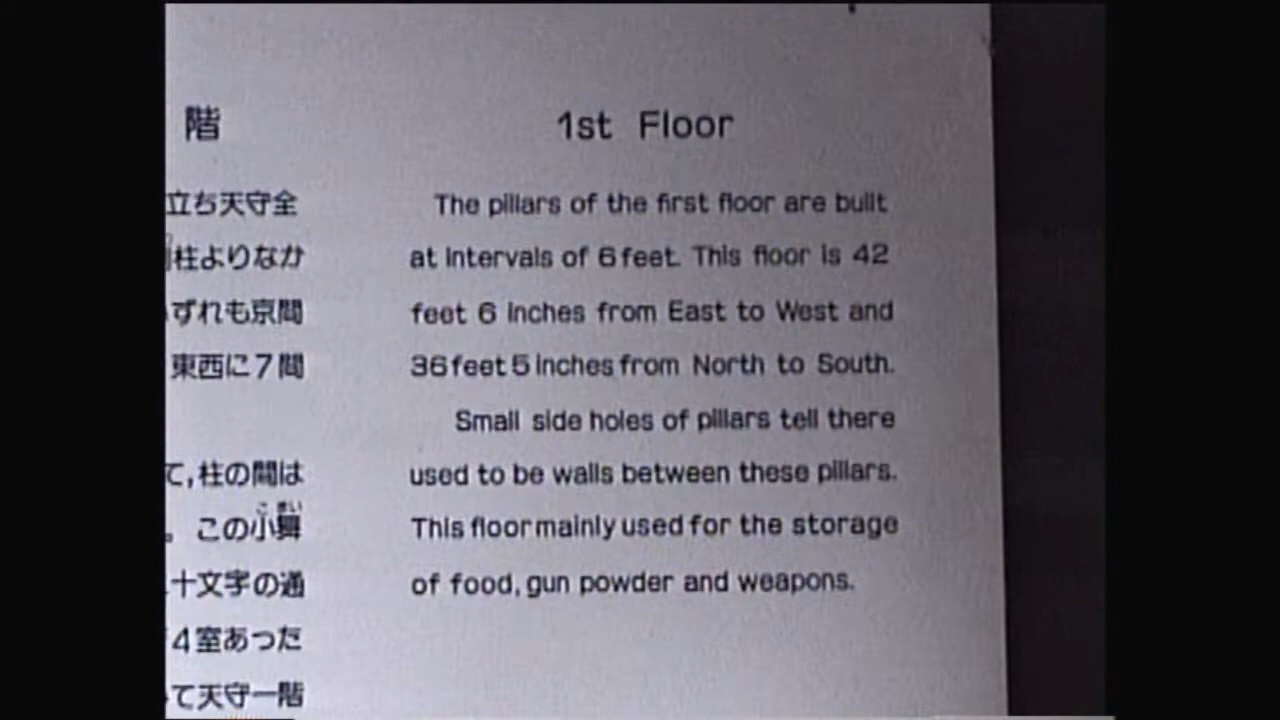 階
立ち天守全
柱よりなか
ずれも京間
東西に7間
て,柱の間は
。この小舞
こまい
十文字の通
4室あった
て天守一階
1st Floor
The pillars of the first floor are built
at intervals of 6 feet. This floor is 42
feet 6 inches from East to West and
36 feet 5 inches from North to South.
Small side holes of pillars tell there
used to be walls between these pillars.
This floor mainly used for the storage
of food, gun powder and weapons.